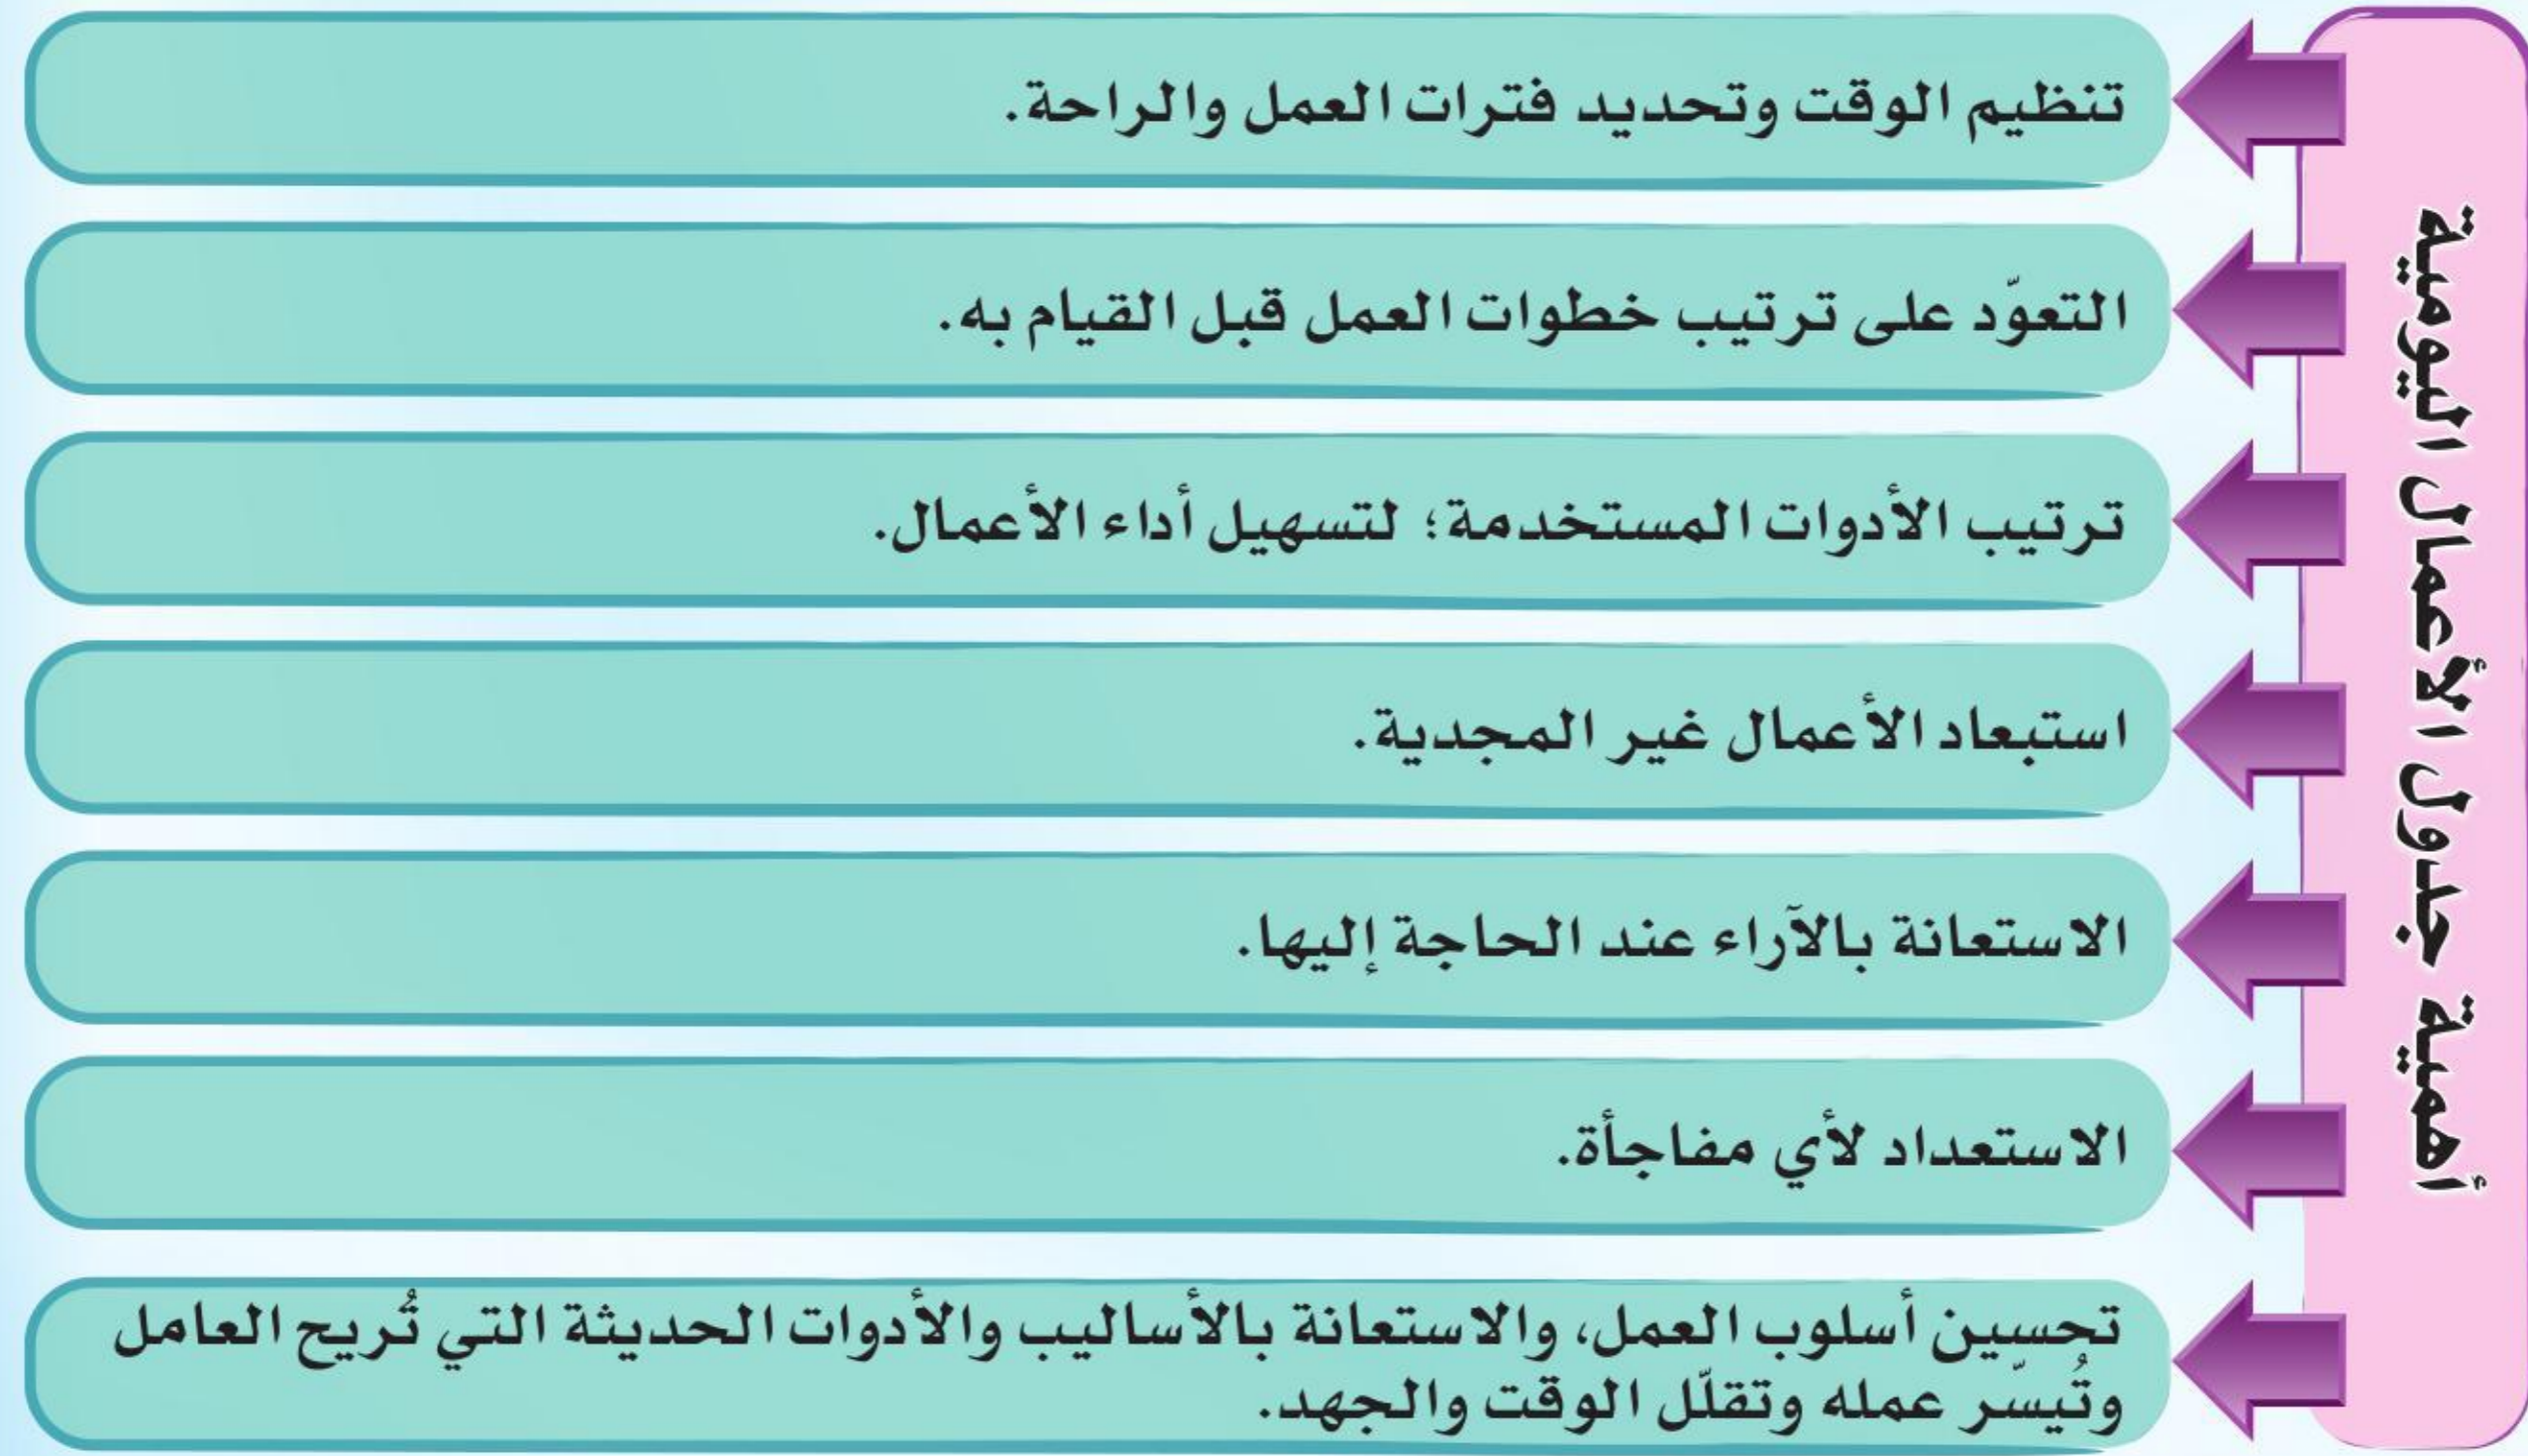 أهمية جدول الأعمال اليومية
تنظيم الوقت وتحديد فترات العمل والراحة.
التعوّد على ترتيب خطوات العمل قبل القيام به.
ترتيب الأدوات المستخدمة؛ لتسهيل أداء الأعمال.
استبعاد الأعمال غير المجدية.
الاستعانة بالآراء عند الحاجة إليها.
الاستعداد لأي مفاجأة.
تحسين أسلوب العمل، والاستعانة بالأساليب والأدوات الحديثة التي تُريح العامل
وتُيسّر عمله وتقلّل الوقت والجهد.